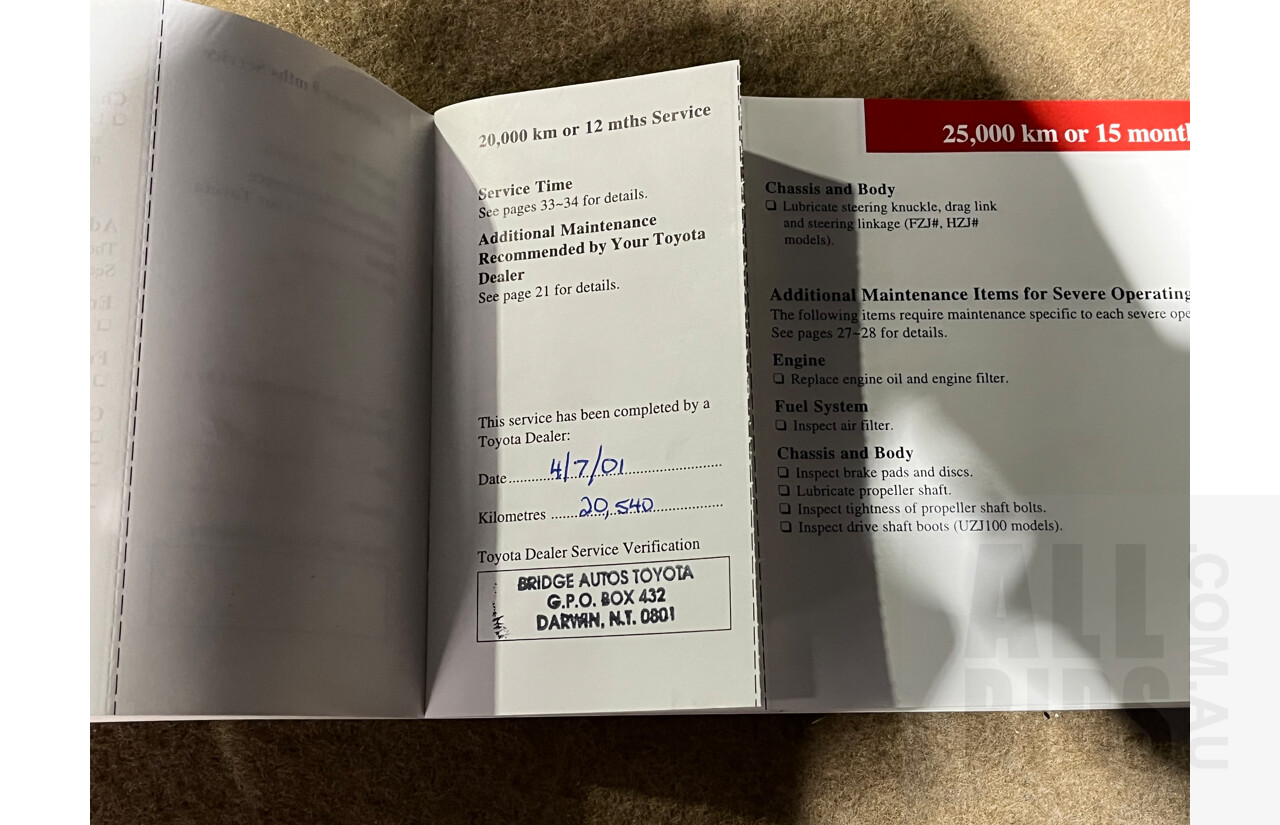 20,000 km or 12 mths Service
Service Time
See pages 33~34 for details.
Additional Maintenance
Recommended by Your Toyota
Dealer
See page 21 for details.
This service has been completed by a
Toyota Dealer:
Date 4/7/01
Kilometres 20,540
Toyota Dealer Service Verification
BRIDGE AUTOS TOYOTA
G.P.O. BOX 432
DARWIN, N.T. 0801
25,000 km or 15 mont
Chassis and Body
❏ Lubricate steering knuckle, drag link
and steering linkage (FZJ#, HZJ#
models).
Additional Maintenance Items for Severe Operating
The following items require maintenance specific to each severe ope
See pages 27~28 for details.
Engine
❏ Replace engine oil and engine filter.
Fuel System
❏ Inspect air filter.
Chassis and Body
❏ Inspect brake pads and discs.
❏ Lubricate propeller shaft.
❏ Inspect tightness of propeller shaft bolts.
❏ Inspect drive shaft boots (UZJ100 models).
ALL
BIDS
.COM.AU